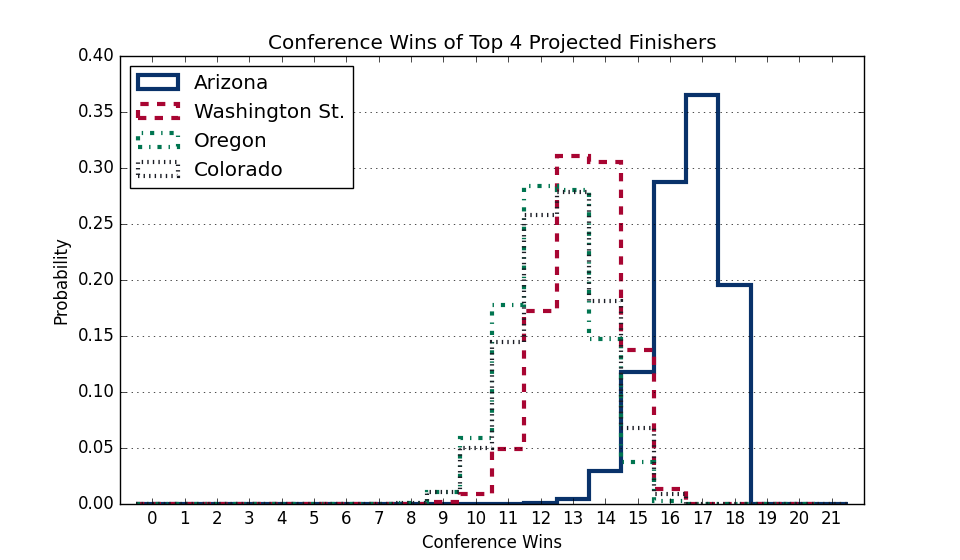 Conference Wins of Top 4 Projected Finishers
0.40
0.35
0.30
0.25
0.20
0.15
0.10
0.05
0.00
Probability
Arizona
Washington St.
Oregon
Colorado
0 1 2 3 4 5 6 7 8 9 10 11 12 13 14 15 16 17 18 19 20 21
Conference Wins